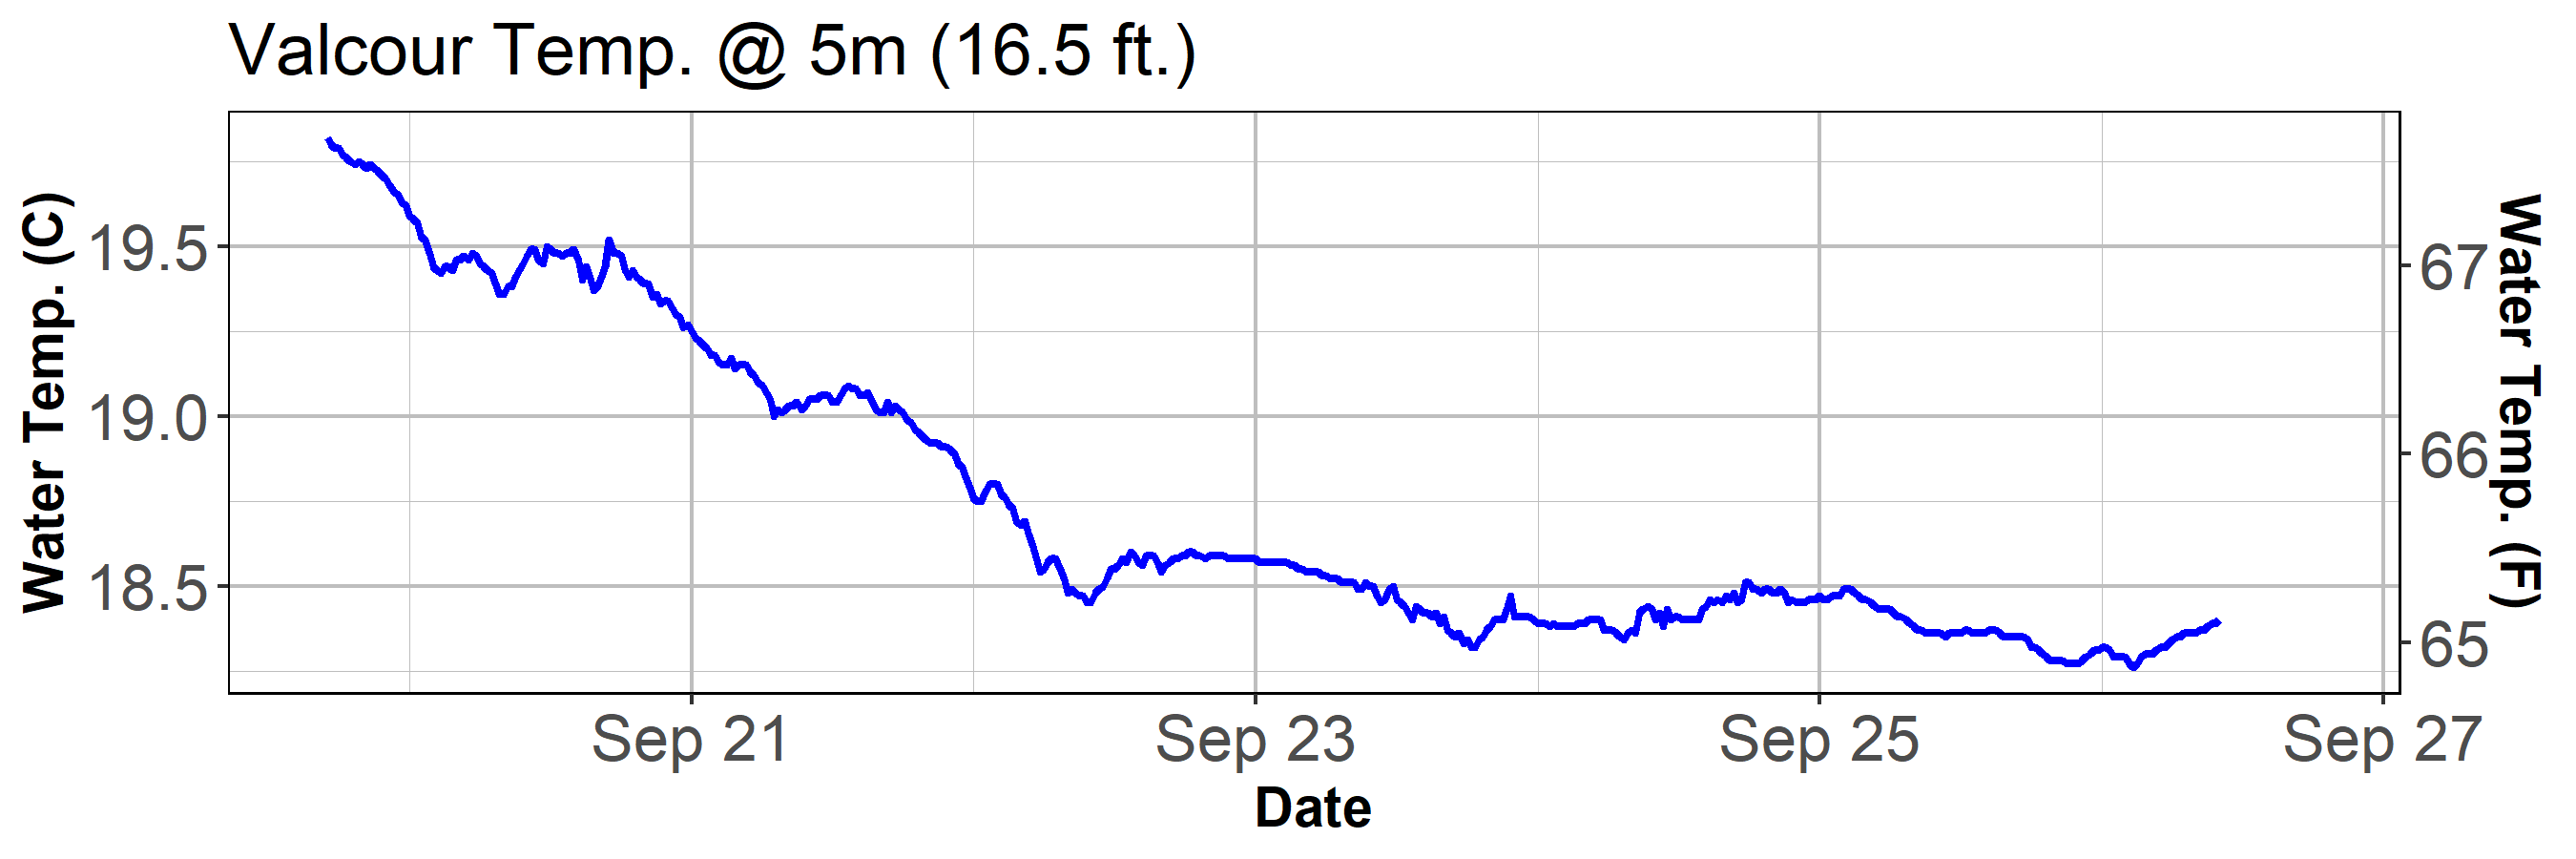 Valcour Temp. @ 5m (16.5 ft.)
Water Temp. (C)
19.5
19.0
18.5
67
66
65
Water Temp. (F)
Sep 21 Sep 23 Sep 25 Sep 27
Date